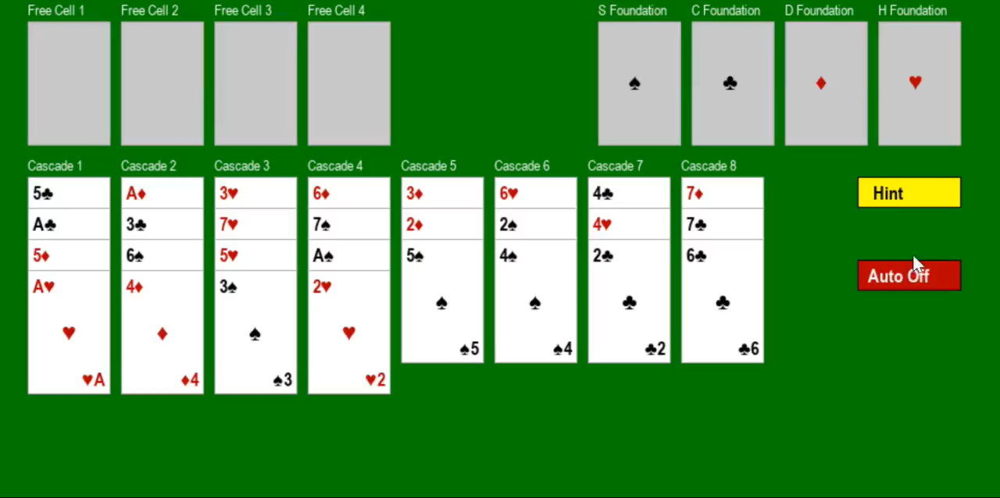 Free Cell 1 Free Cell 2 Free Cell 3 Free Cell 4 S Foundation C Foundation D Foundation H Foundation
♠ ♣ ♦ ♥
Cascade 1 Cascade 2 Cascade 3 Cascade 4 Cascade 5 Cascade 6 Cascade 7 Cascade 8
5♣ A♦ 3♥ 6♦ 3♦ 6♥ 4♣ 7♦ Hint
A♣ 3♣ 7♥ 7♠ 2♦ 2♠ 4♥ 7♣
5♦ 6♠ 5♥ A♠ 5♠ 4♠ 2♣ 6♣
Auto Off
A♥ 4♦ 3♠ 2♥
♠ ♠ ♣ ♣
♥ ♦ ♠ ♥
♠5 ♠4 ♣2 ♣6
♥A ♦4 ♠3 ♥2